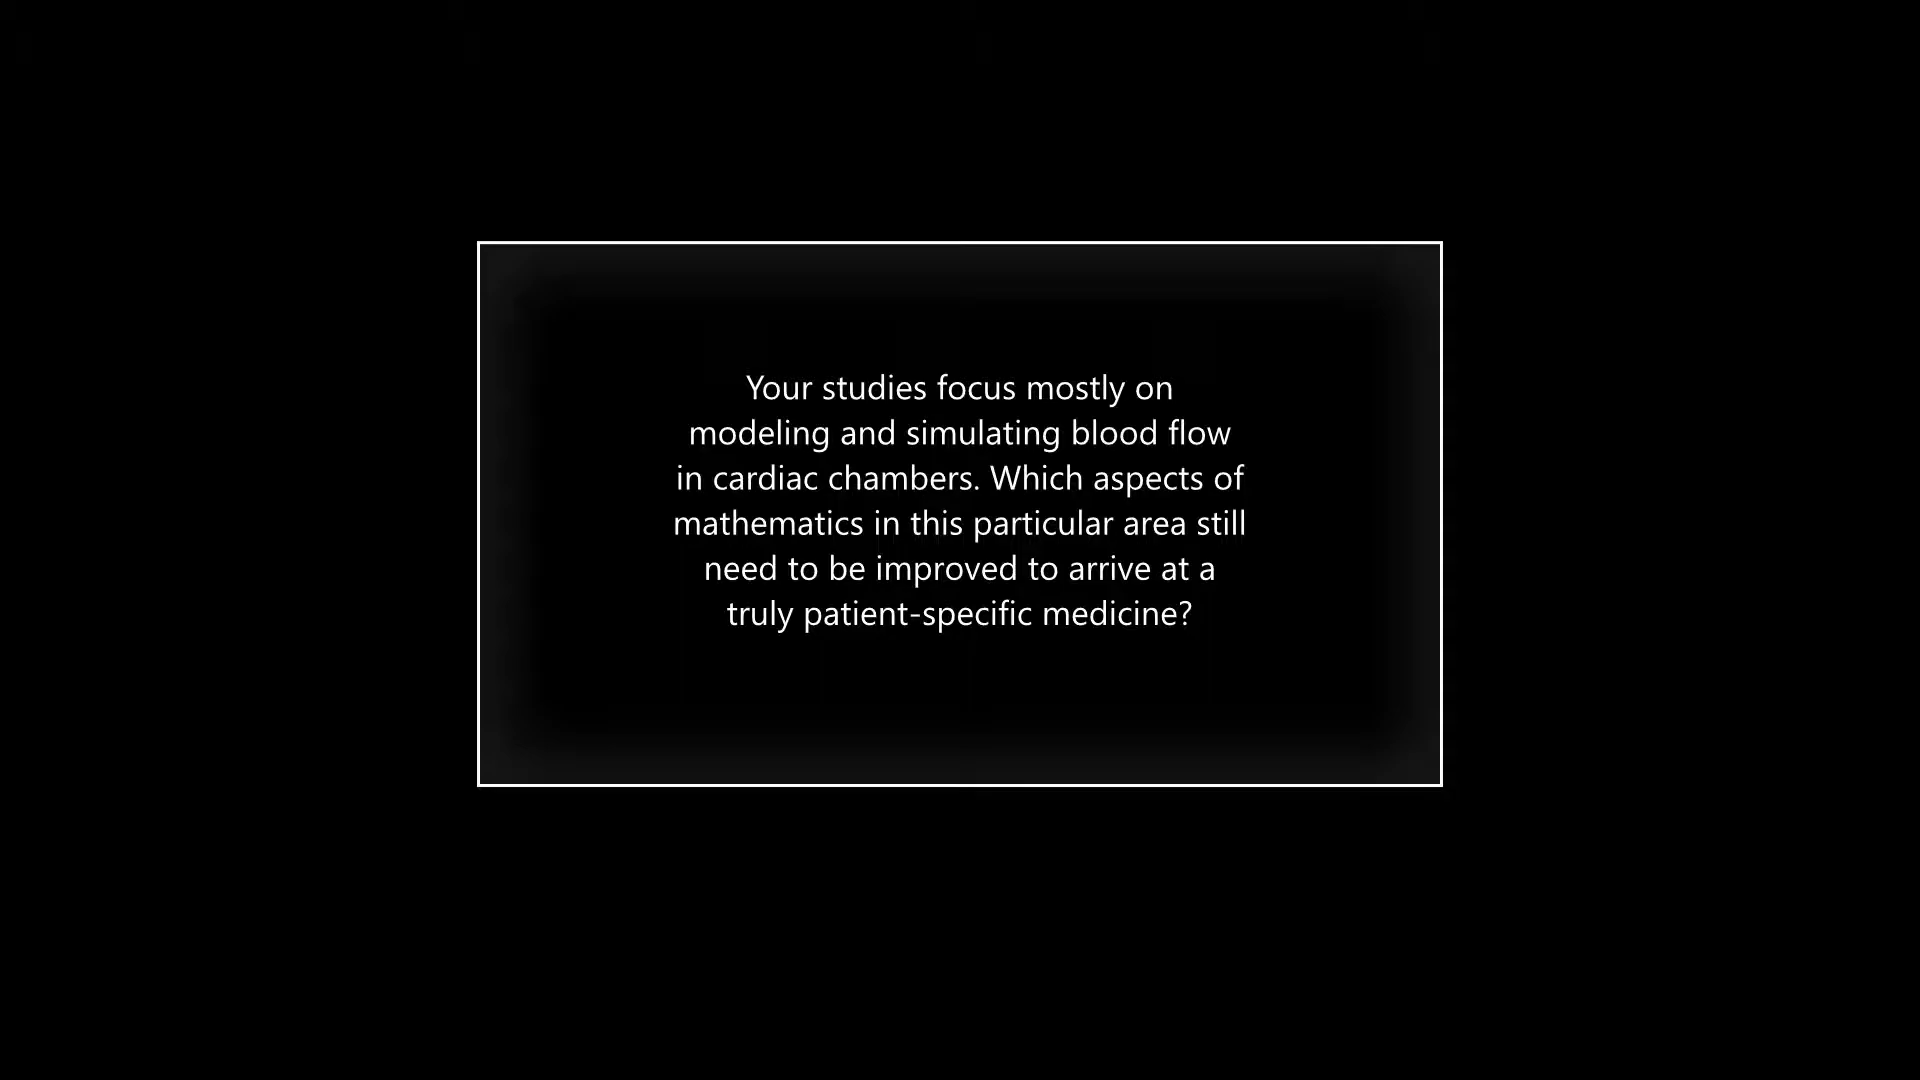 Your studies focus mostly on
modeling and simulating blood flow
in cardiac chambers. Which aspects of
mathematics in this particular area still
need to be improved to arrive at a
truly patient-specific medicine?